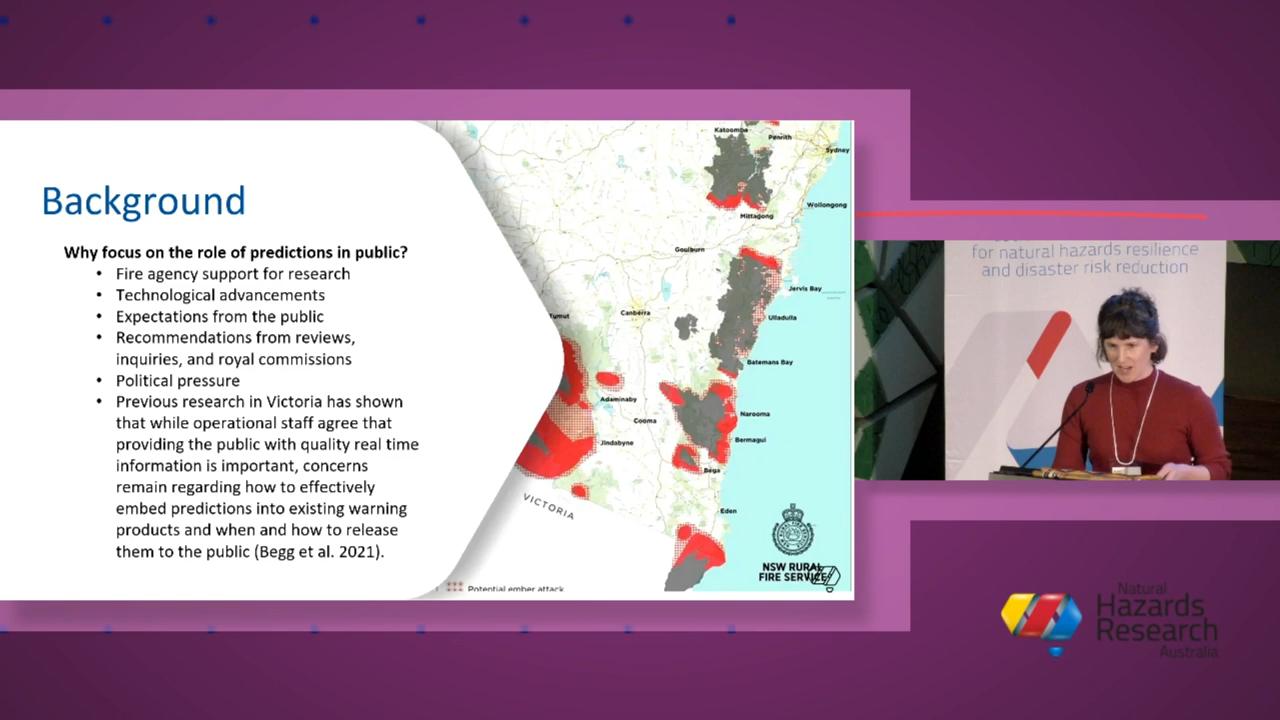 Background
Why focus on the role of predictions in public?
• Fire agency support for research
• Technological advancements
• Expectations from the public
• Recommendations from reviews,
inquiries, and royal commissions
• Political pressure
• Previous research in Victoria has shown
that while operational staff agree that
providing the public with quality real time
information is important, concerns
remain regarding how to effectively
embed predictions into existing warning
products and when and how to release
them to the public (Begg et al. 2021).
Katoomba
Penrith
Sydney
Wollongong
Mittagong
Goulburn
Jervis Bay
Canberra
Tumut
Ulladulla
Batemans Bay
Adaminaby
Narooma
Cooma
Bermagui
Jindabyne
Bega
Eden
VICTORIA
NSW RURAL
FIRE SERVICE
Potential ember attack
for natural hazards resilience
and disaster risk reduction
Natural
Hazards
Research
Australia